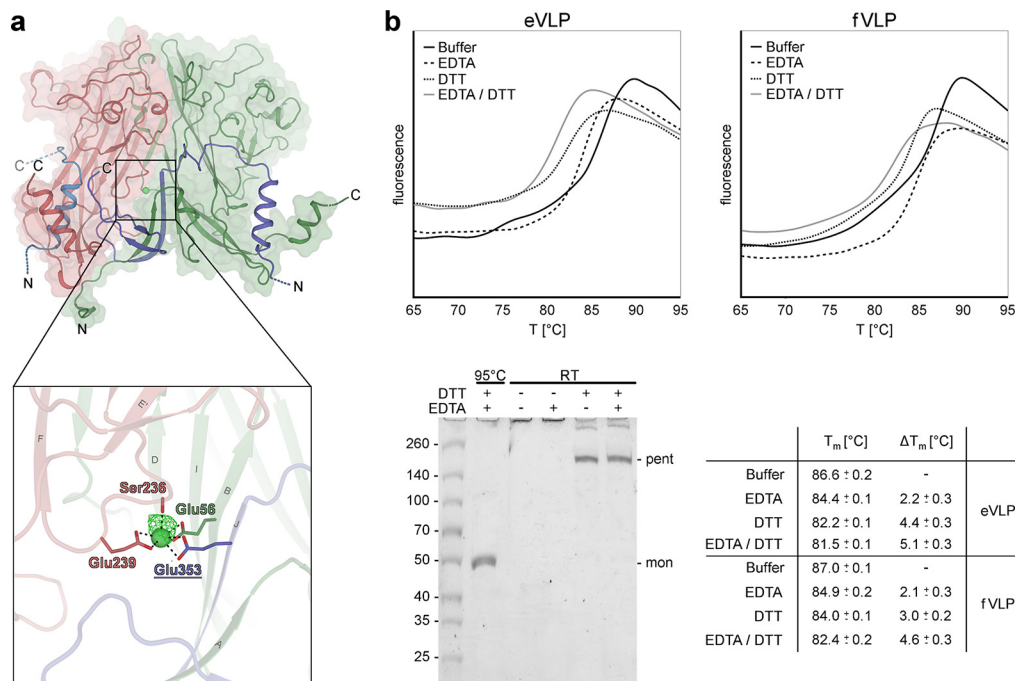 a
C
C
C
C
N
N
N
F
E
D
I
B
J
A
Ser236
Glu56
Glu239
Glu353
b
eVLP
Buffer
EDTA
DTT
EDTA / DTT
fluorescence
65 70 75 80 85 90 95
T [°C]
fVLP
Buffer
EDTA
DTT
EDTA / DTT
fluorescence
65 70 75 80 85 90 95
T [°C]
95°C RT
DTT + - - + +
EDTA + - + - +
260
140
100
70
50
40
35
25
pent
mon
Tm [°C] ΔTm [°C]
Buffer 86.6 ± 0.2 -
EDTA 84.4 ± 0.1 2.2 ± 0.3
DTT 82.2 ± 0.1 4.4 ± 0.3
EDTA / DTT 81.5 ± 0.1 5.1 ± 0.3
eVLP
Buffer 87.0 ± 0.1 -
EDTA 84.9 ± 0.2 2.1 ± 0.3
DTT 84.0 ± 0.1 3.0 ± 0.2
EDTA / DTT 82.4 ± 0.2 4.6 ± 0.3
fVLP